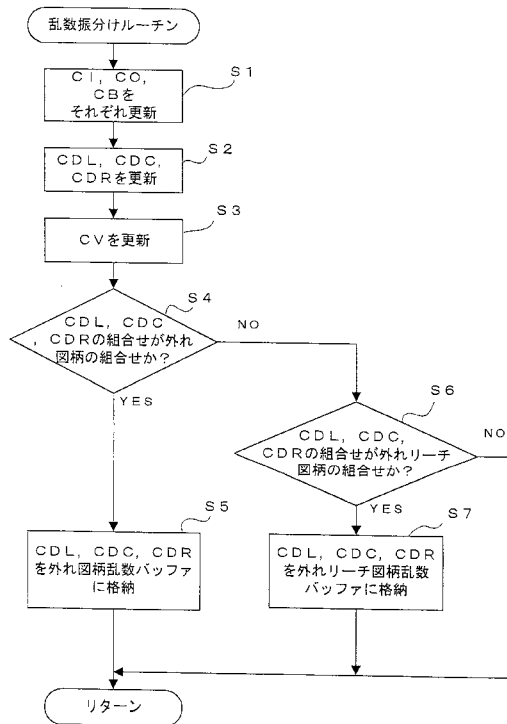 乱数振分けルーチン
S1
CI, CO,
CBを
それぞれ更新
S2
CDL, CDC,
CDRを更新
S3
CVを更新
S4
CDL, CDC
, CDRの組合せが外れ
図柄の組合せか?
NO
YES
S6
CDL, CDC,
CDRの組合せが外れリーチ
図柄の組合せか?
NO
YES
S5
CDL, CDC, CDR
を外れ図柄乱数バッファ
に格納
S7
CDL, CDC, CDR
を外れリーチ図柄乱数
バッファに格納
リターン